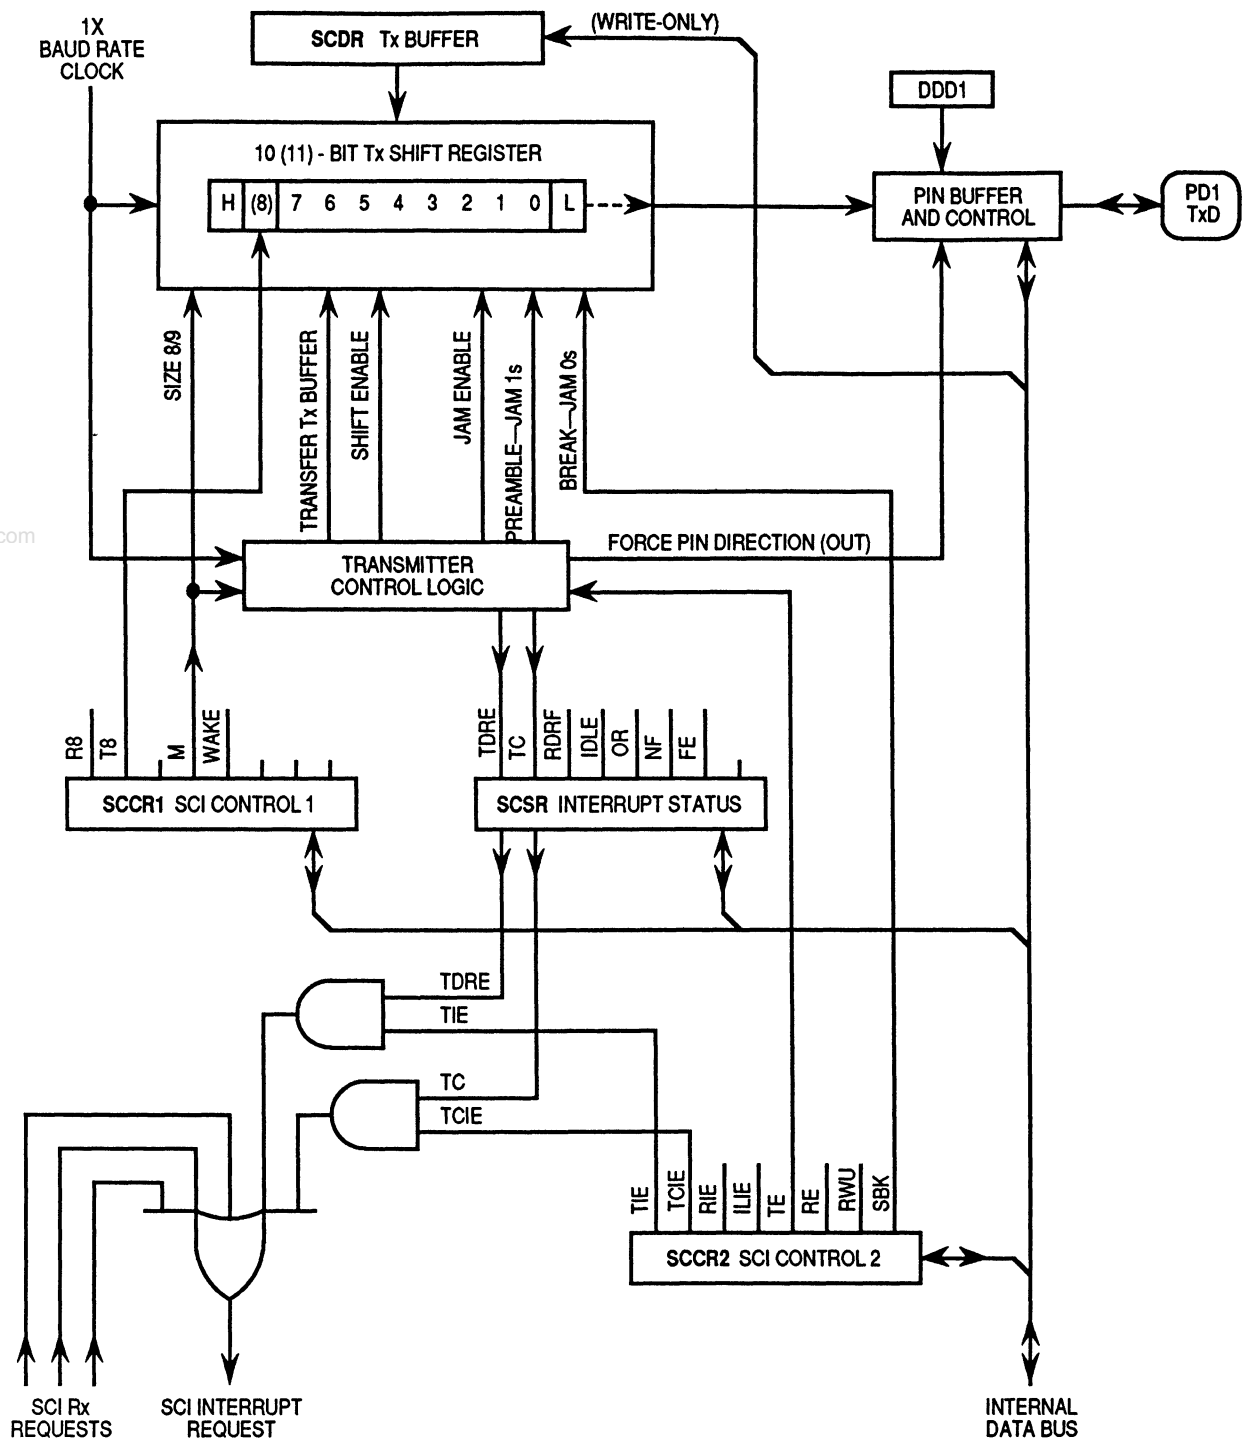 1X
BAUD RATE
CLOCK
SCDR Tx BUFFER
(WRITE-ONLY)
DDD1
10 (11) - BIT Tx SHIFT REGISTER
H (8) 7 6 5 4 3 2 1 0 L
PIN BUFFER
AND CONTROL
PD1
TxD
SIZE 8/9
TRANSFER Tx BUFFER
SHIFT ENABLE
JAM ENABLE
PREAMBLE—JAM 1s
BREAK—JAM 0s
com
FORCE PIN DIRECTION (OUT)
TRANSMITTER
CONTROL LOGIC
R8
T8
M
WAKE
TDRE
TC
RDRF
IDLE
OR
NF
FE
SCCR1 SCI CONTROL 1
SCSR INTERRUPT STATUS
TDRE
TIE
TC
TCIE
TIE
TCIE
RIE
ILIE
TE
RE
RWU
SBK
SCCR2 SCI CONTROL 2
SCI Rx
REQUESTS
SCI INTERRUPT
REQUEST
INTERNAL
DATA BUS